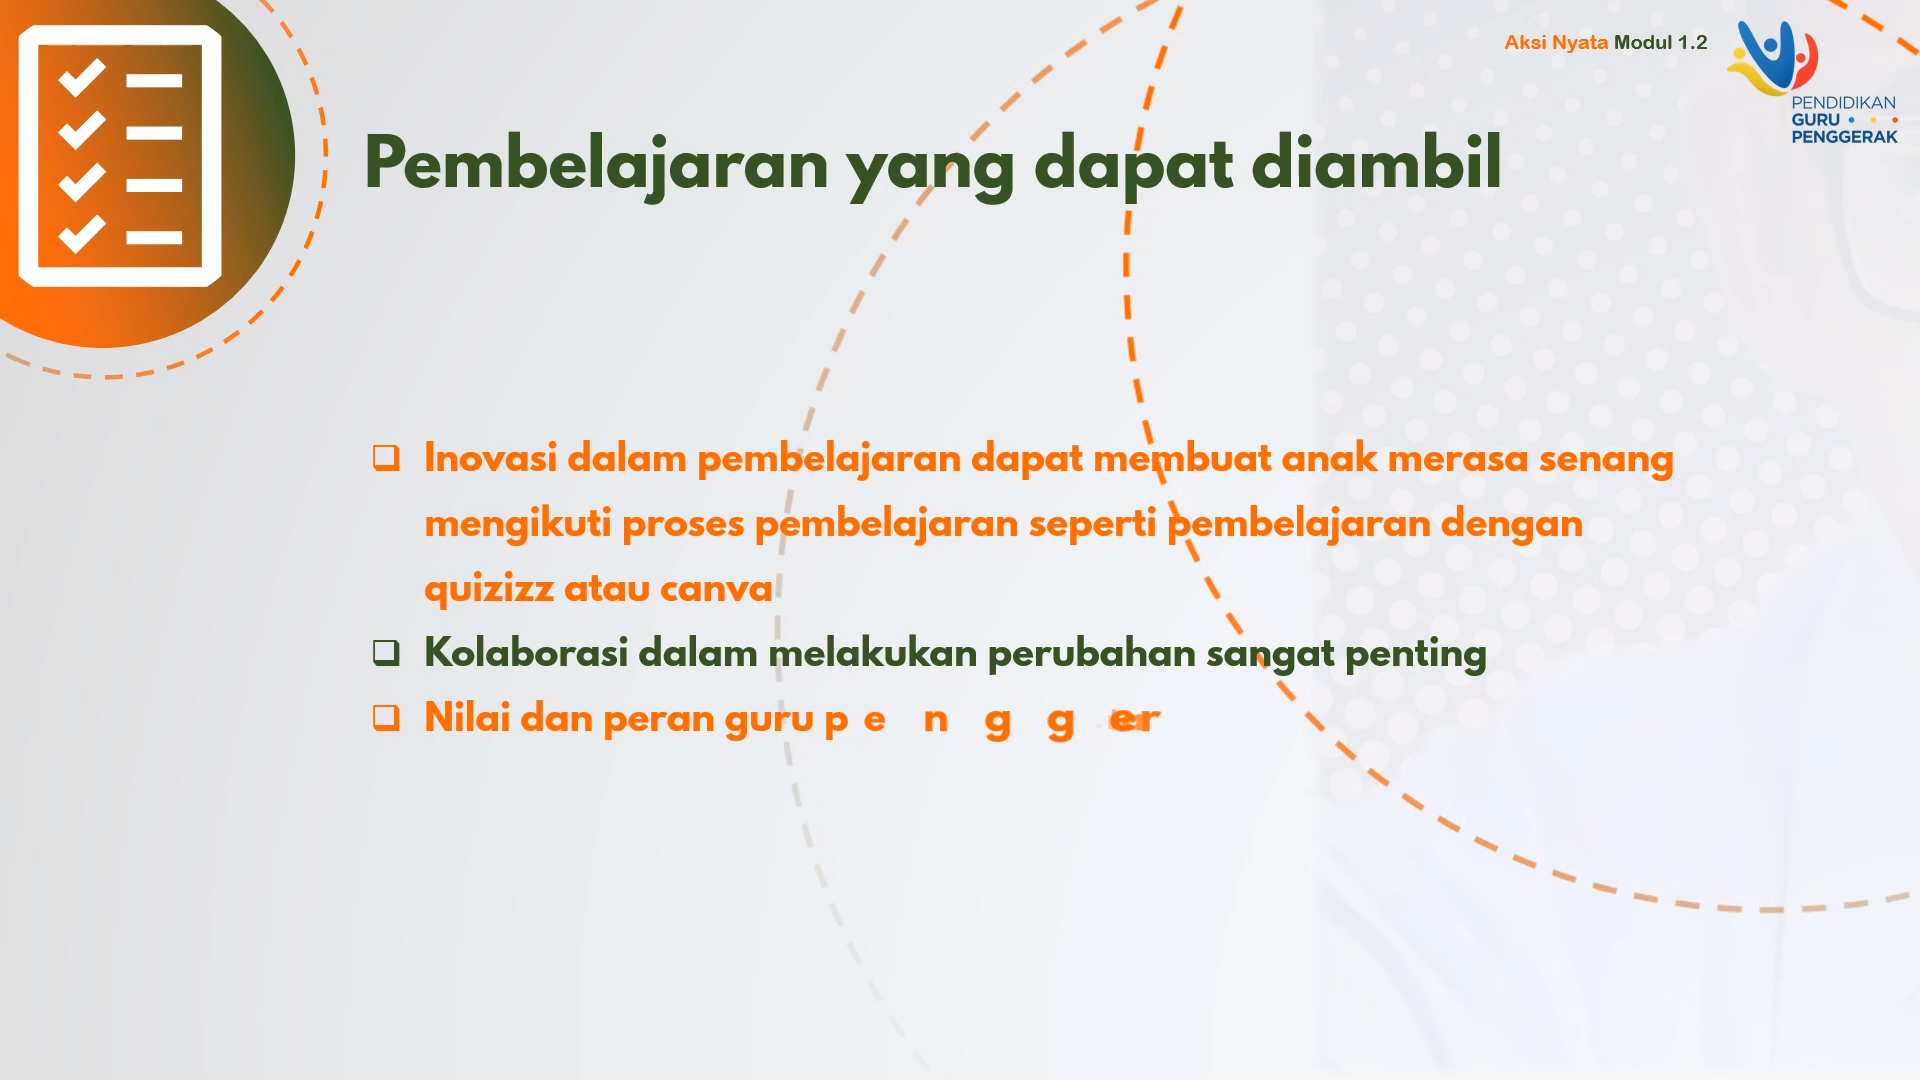 Aksi Nyata Modul 1.2
PENDIDIKAN
GURU
PENGGERAK
Pembelajaran yang dapat diambil
Inovasi dalam pembelajaran dapat membuat anak merasa senang
mengikuti proses pembelajaran seperti pembelajaran dengan
quizizz atau canva
Kolaborasi dalam melakukan perubahan sangat penting
Nilai dan peran guru